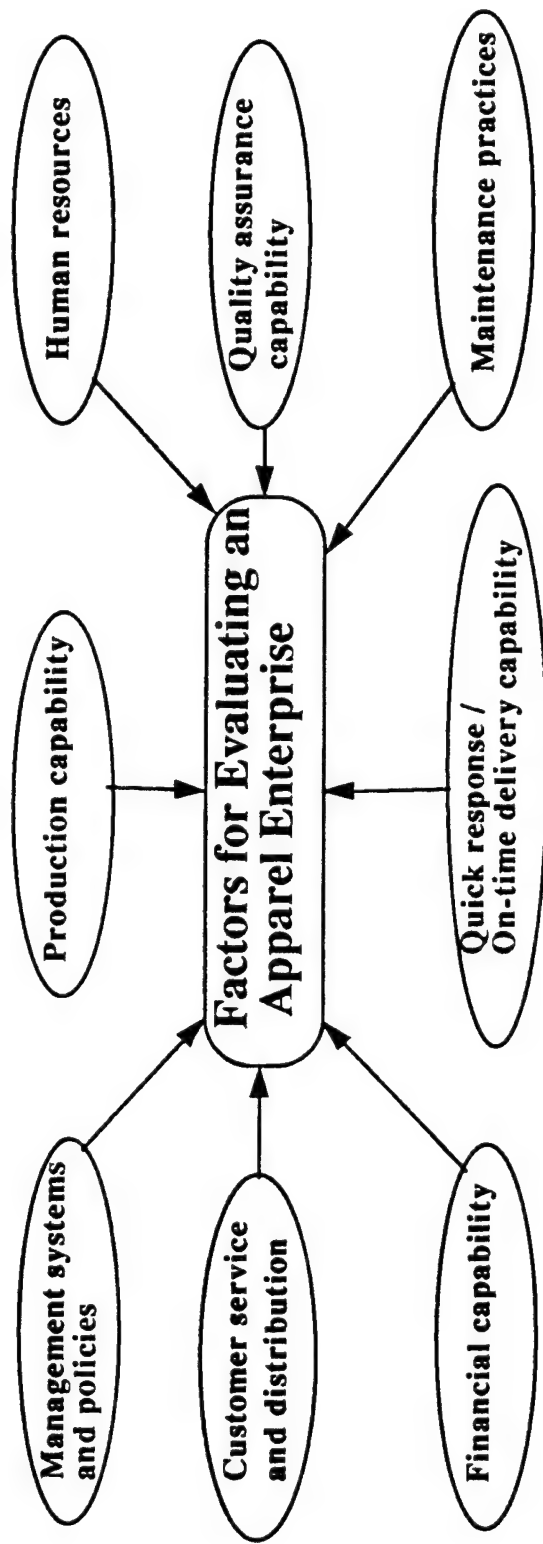 Management systems
and policies
Production capability
Human resources
Customer service
and distribution
Factors for Evaluating an
Apparel Enterprise
Quality assurance
capability
Financial capability
Quick response /
On-time delivery capability
Maintenance practices